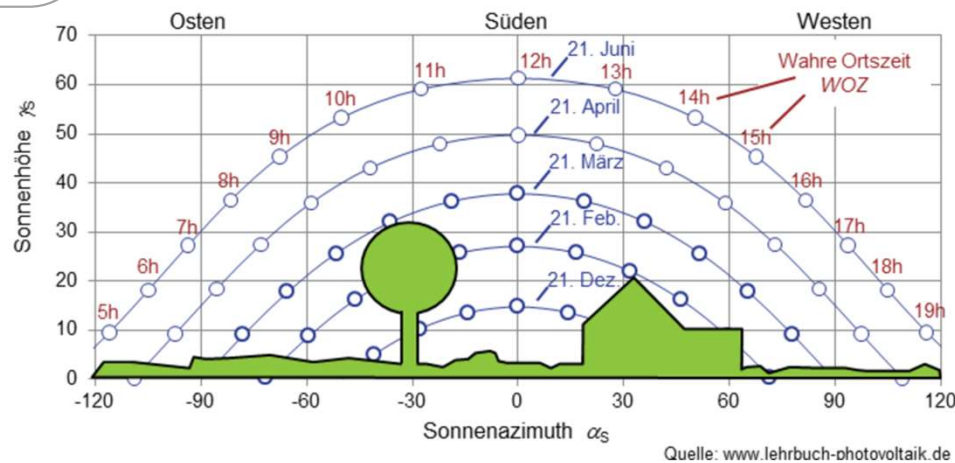 Osten Süden Westen
70
60
50
40
30
20
10
0
Sonnenhöhe γS
5h
6h
7h
8h
9h
10h
11h
12h
13h
14h
15h
16h
17h
18h
19h
21. Juni
21. April
21. März
21. Feb.
21. Dez.
Wahre Ortszeit
WOZ
-120 -90 -60 -30 0 30 60 90 120
Sonnenazimuth αS
Quelle: www.lehrbuch-photovoltaik.de